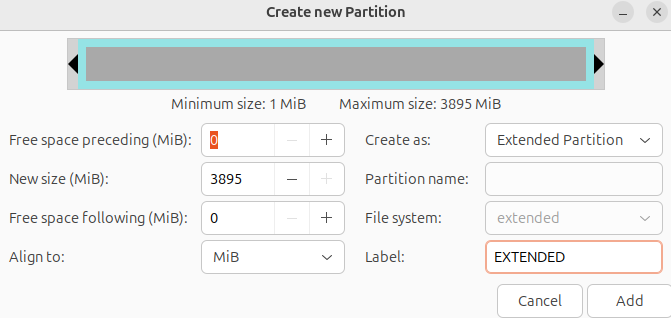 Create new Partition
Minimum size: 1 MiB Maximum size: 3895 MiB
Free space preceding (MiB): 0 Create as: Extended Partition
New size (MiB): 3895 Partition name:
Free space following (MiB): 0 File system: extended
Align to: MiB Label: EXTENDED
Cancel Add